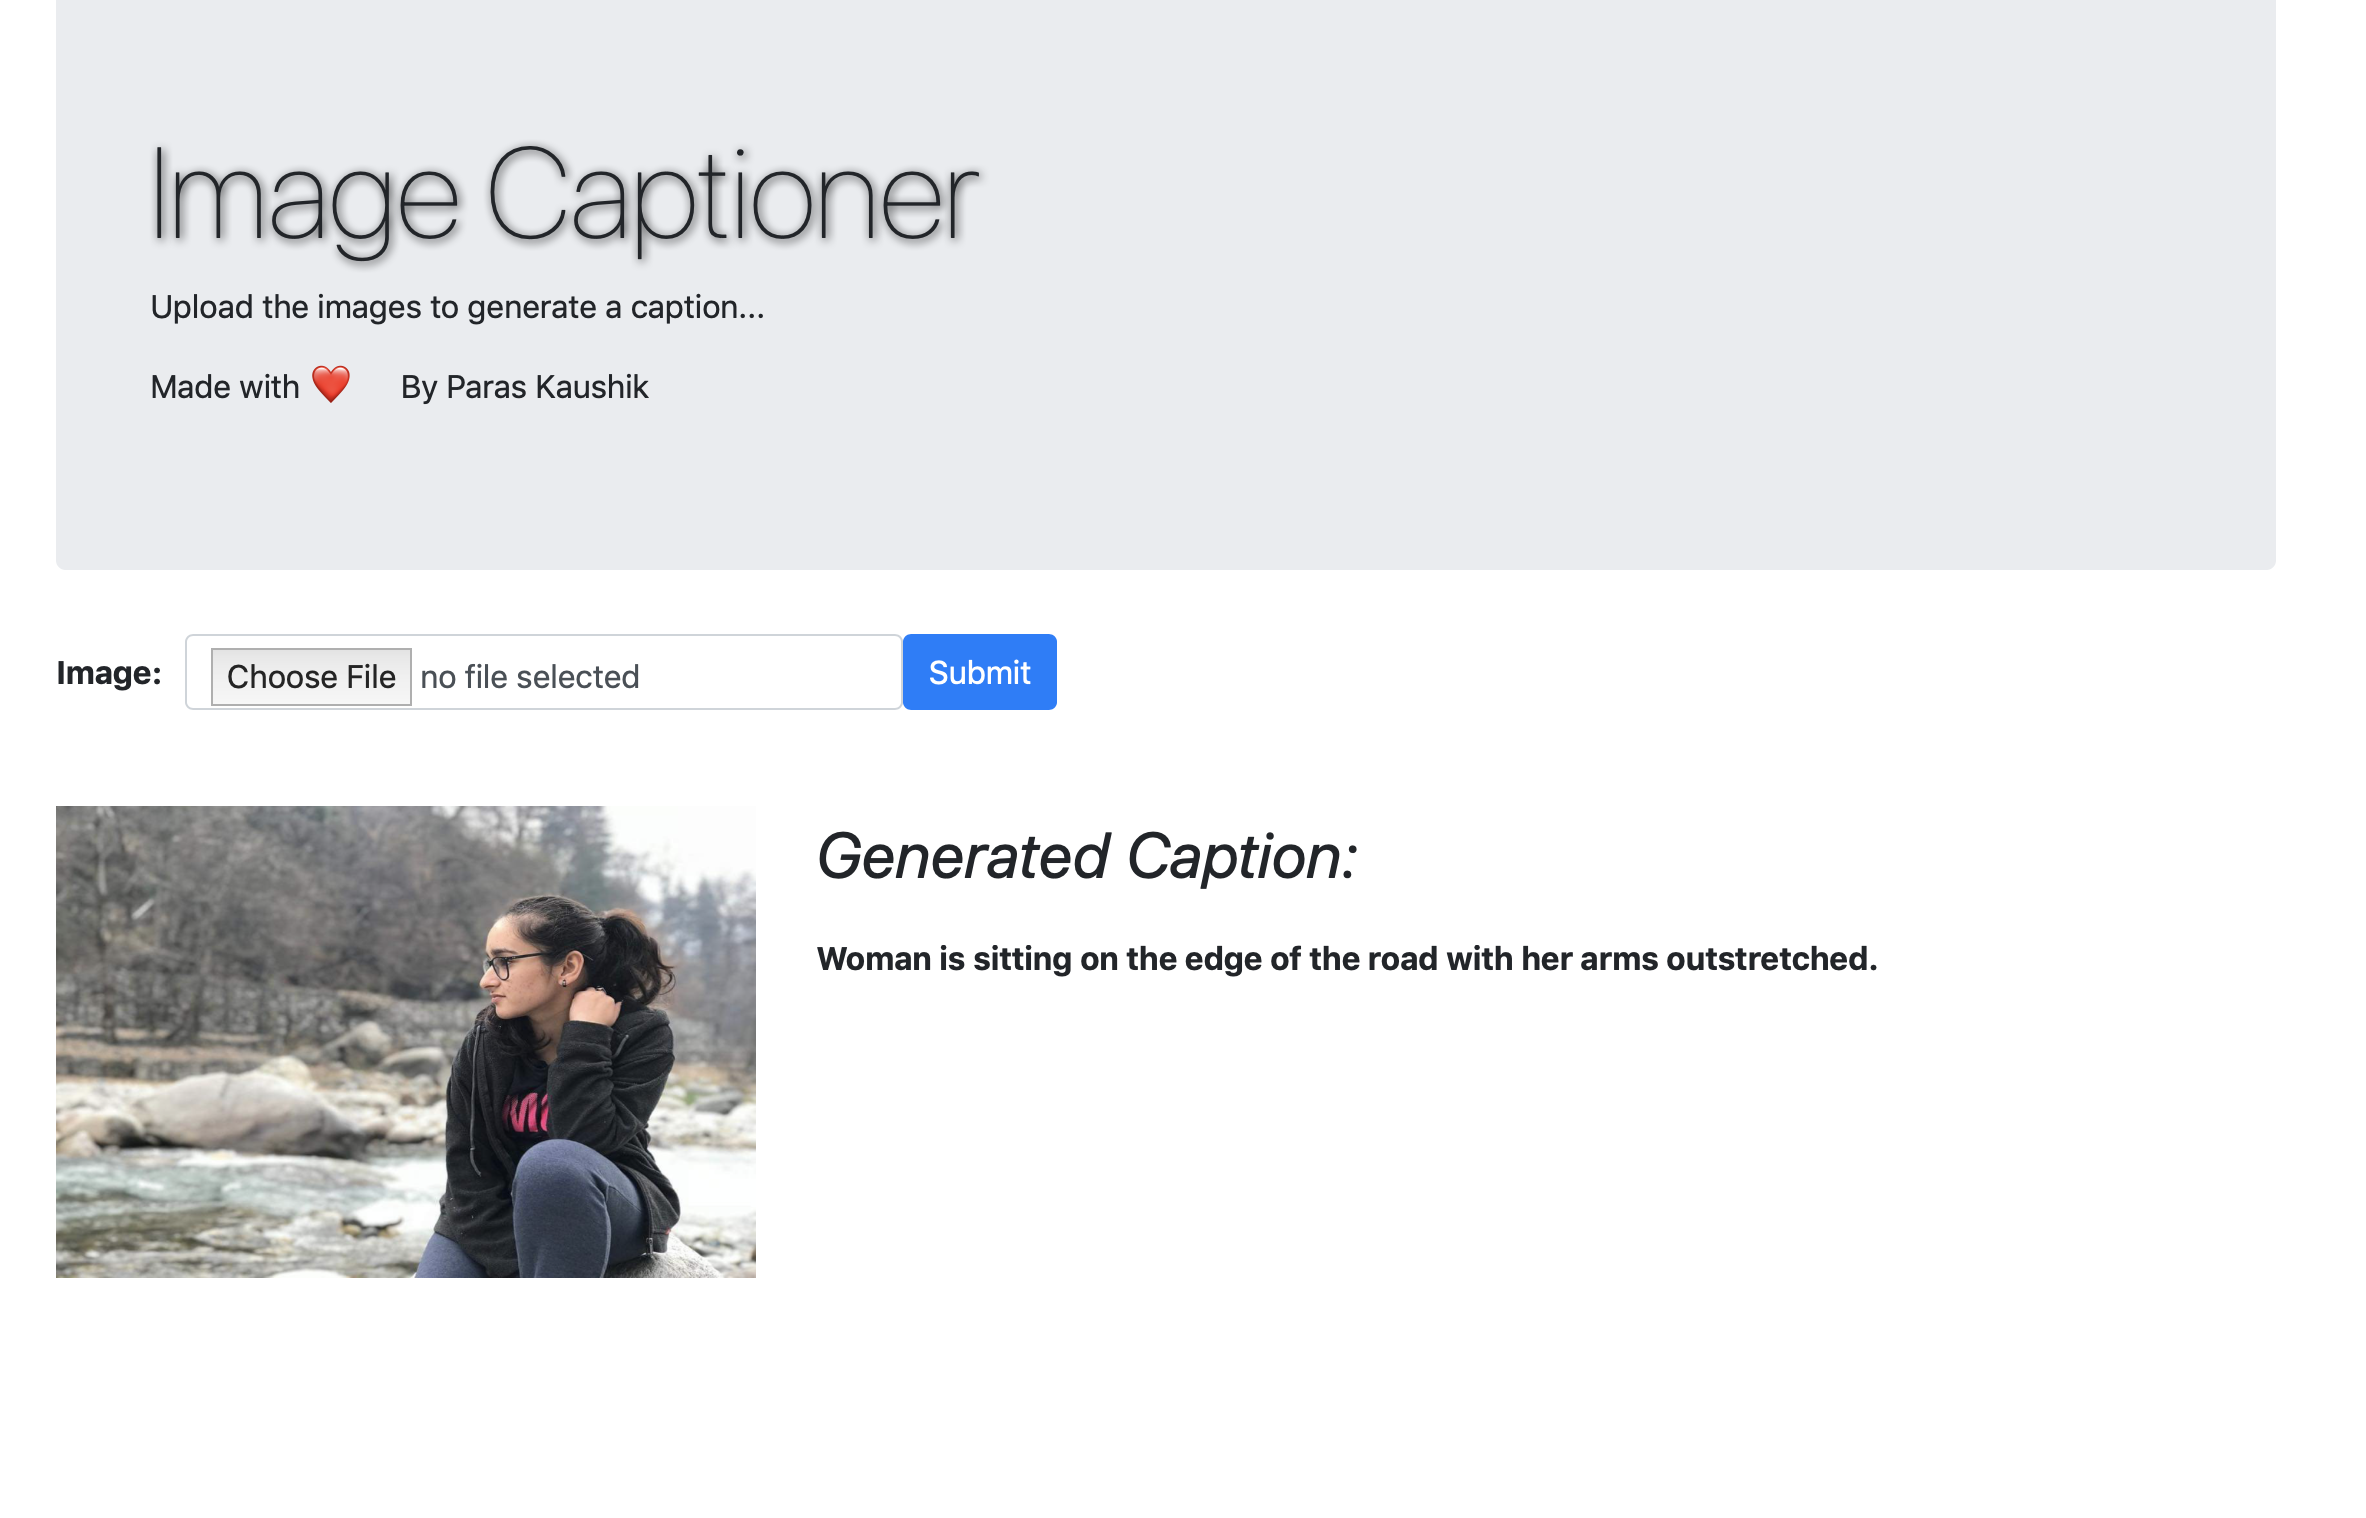 Image Captioner
Upload the images to generate a caption...
Made with ❤️ By Paras Kaushik
Image: Choose File no file selected Submit
Generated Caption:
Woman is sitting on the edge of the road with her arms outstretched.